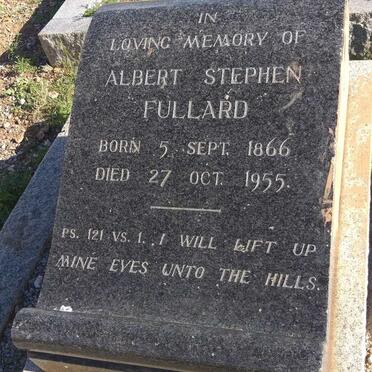 IN
LOVING MEMORY OF
ALBERT STEPHEN
FULLARD
BORN 5 SEPT. 1866
DIED 27 OCT. 1955.
PS. 121 VS. 1. I WILL LIFT UP
MINE EYES UNTO THE HILLS.